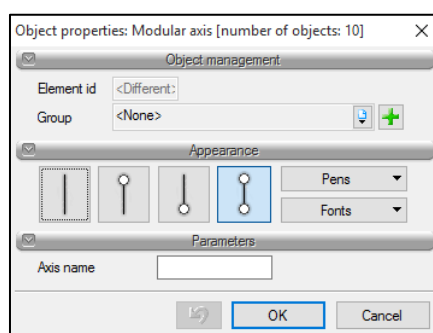 Object properties: Modular axis [number of objects: 10]
Object management
Element id <Different:
Group <None>
Appearance
Pens
Fonts
Parameters
Axis name
OK Cancel